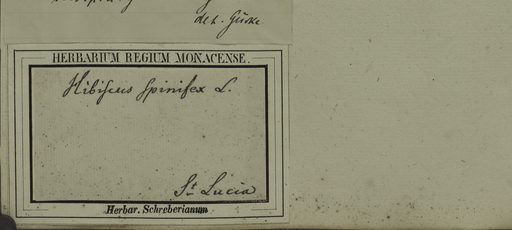 det. Gürke
HERBARIUM REGIUM MONACENSE.
Hibiscus spinifex L.
St Lucia
Herbar. Schreberianum